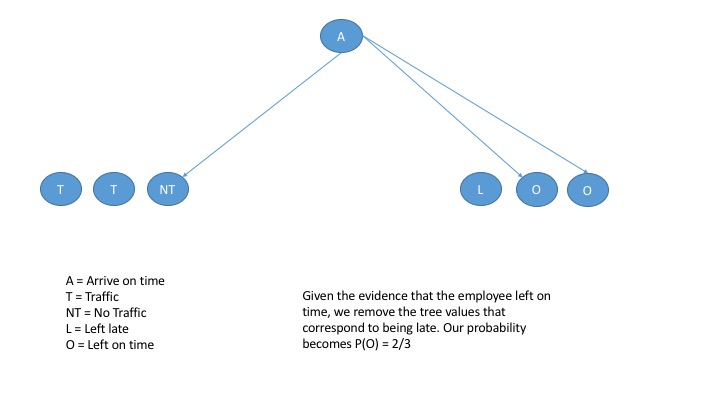 A
T T NT L O O
A = Arrive on time
T = Traffic
NT = No Traffic
L = Left late
O = Left on time
Given the evidence that the employee left on
time, we remove the tree values that
correspond to being late. Our probability
becomes P(O) = 2/3